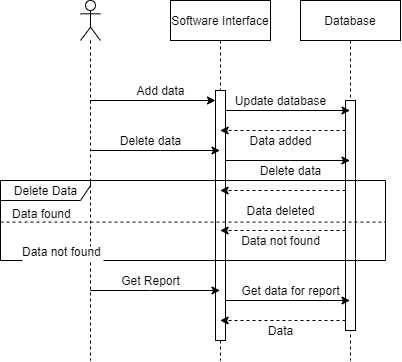 Software Interface
Database
Add data
Update database
Delete data
Data added
Delete data
Delete Data
Data found
Data deleted
Data not found
Data not found
Get Report
Get data for report
Data